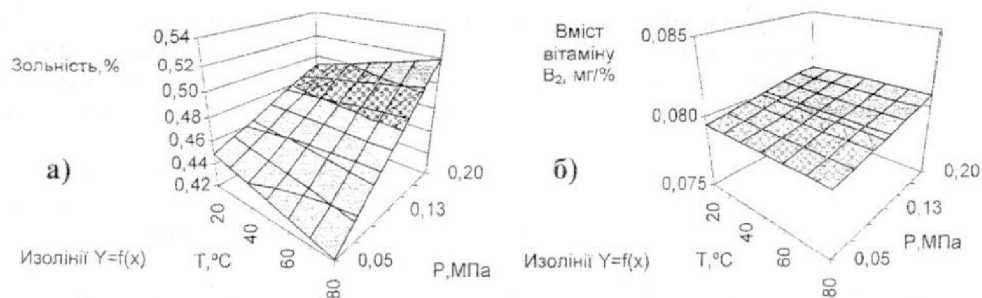 а)
Зольність,%
0,54
0,52
0,50
0,48
0,46
0,44
0,42
20
40
60
80
0,05
0,13
0,20
Изолінії Y=f(x)
T,ºC
P,МПа
б)
Вміст
вітаміну
В₂, мг/%
0,085
0,080
0,075
20
40
60
80
0,05
0,13
0,20
Изолінії Y=f(x)
T,ºC
P,МПа